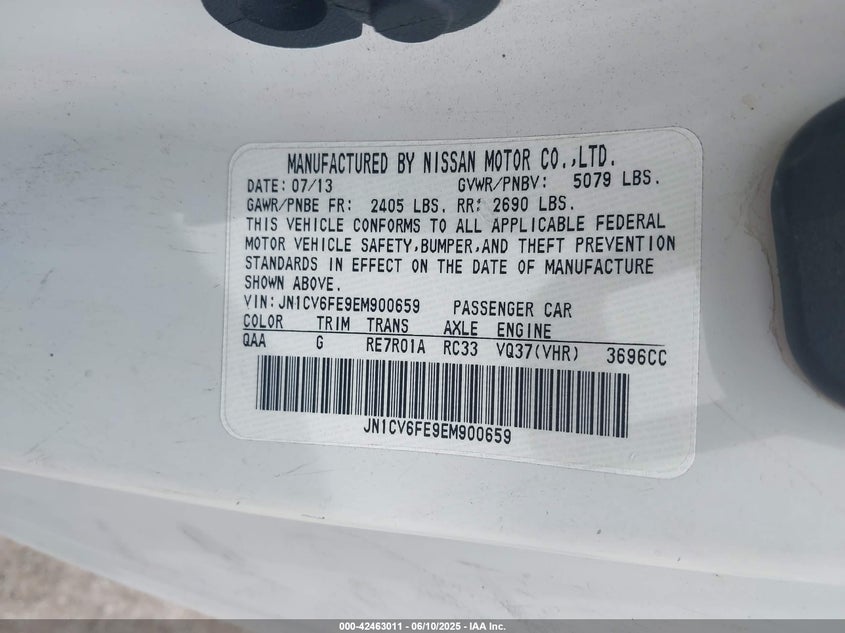 MANUFACTURED BY NISSAN MOTOR CO.,LTD.
DATE: 07/13 GVWR/PNBV: 5079 LBS.
GAWR/PNBE FR: 2405 LBS. RR: 2690 LBS.
THIS VEHICLE CONFORMS TO ALL APPLICABLE FEDERAL
MOTOR VEHICLE SAFETY,BUMPER,AND THEFT PREVENTION
STANDARDS IN EFFECT ON THE DATE OF MANUFACTURE
SHOWN ABOVE.
VIN:JN1CV6FE9EM900659 PASSENGER CAR
COLOR TRIM TRANS AXLE ENGINE
QAA G RE7R01A RC33 VQ37(VHR) 3696CC
JN1CV6FE9EM900659
000-42463011 - 06/10/2025 - IAA Inc.